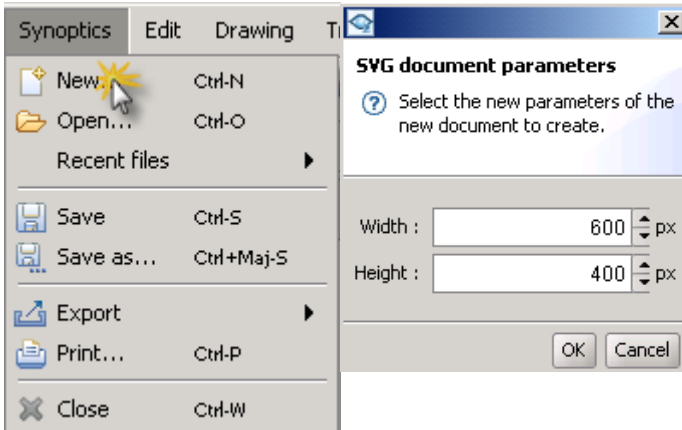 Synoptics Edit Drawing
New... Ctrl-N
Open... Ctrl-O
Recent files
Save Ctrl-S
Save as... Ctrl+Maj-S
Export
Print... Ctrl-P
Close Ctrl-W
SVG document parameters
Select the new parameters of the
new document to create.
Width : 600 px
Height : 400 px
OK Cancel